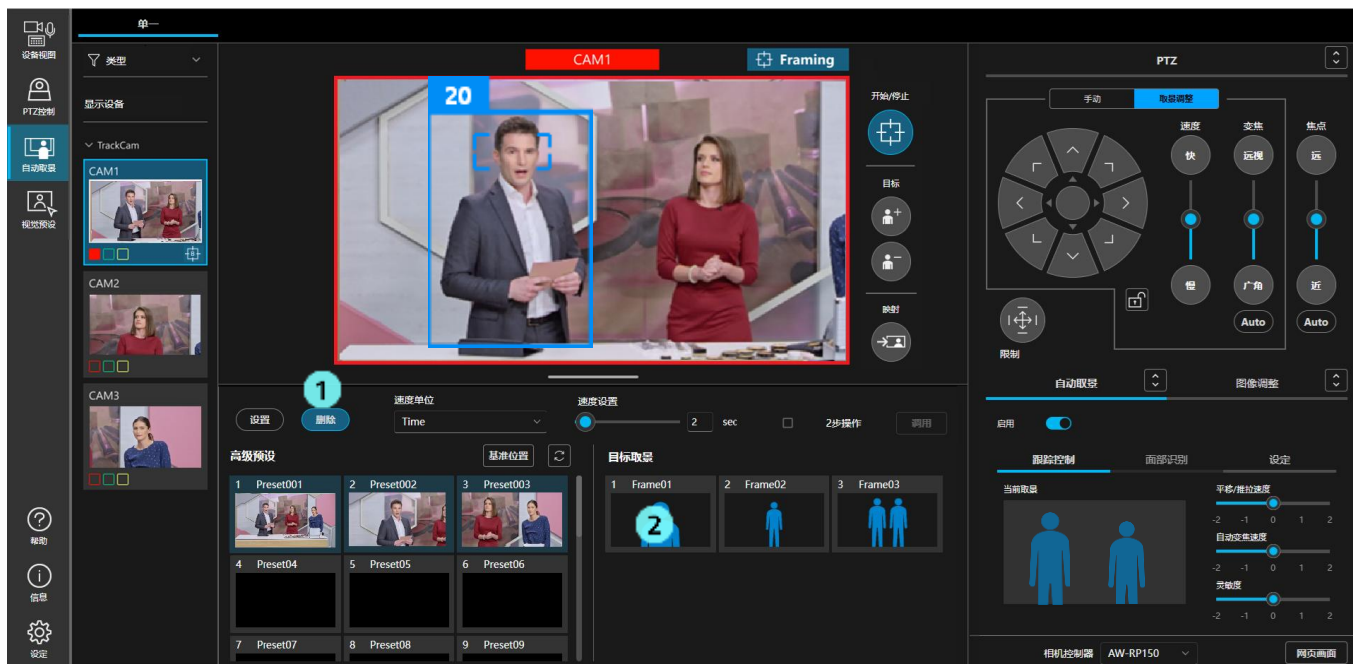 单一
设备视图
PTZ控制
自动取景
视觉预设
帮助
信息
设定
类型
显示设备
TrackCam
CAM1
CAM2
CAM3
CAM1
Framing
20
开始/停止
目标
映射
1
设置
删除
速度单位
Time
速度设置
2
sec
2步操作
调用
高级预设
基准位置
1 Preset001
2 Preset002
3 Preset003
4 Preset04
5 Preset05
6 Preset06
7 Preset07
8 Preset08
9 Preset09
目标取景
1 Frame01
2 Frame02
3 Frame03
2
PTZ
手动
取景调整
速度
变焦
焦点
快
远视
远
慢
广角
近
Auto
Auto
限制
自动取景
图像调整
启用
跟踪控制
面部识别
设定
当前取景
平移/推拉速度
-2 -1 0 1 2
自动变焦速度
-2 -1 0 1 2
灵敏度
-2 -1 0 1 2
相机控制器
AW-RP150
网页画面